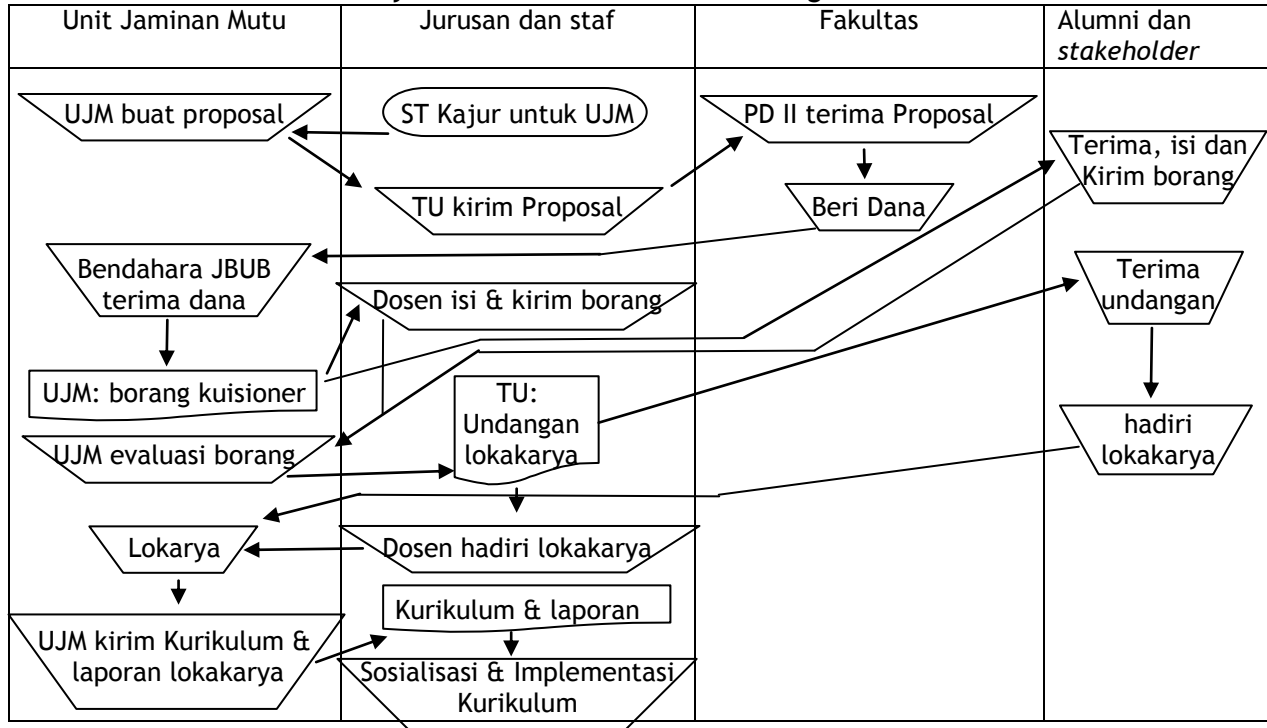 Unit Jaminan Mutu
Jurusan dan staf
Fakultas
Alumni dan
stakeholder
UJM buat proposal
ST Kajur untuk UJM
PD II terima Proposal
Terima, isi dan
Kirim borang
TU kirim Proposal
Beri Dana
Bendahara JBUB
terima dana
Dosen isi & kirim borang
Terima
undangan
UJM: borang kuisioner
TU:
Undangan
lokakarya
hadiri
lokakarya
UJM evaluasi borang
Lokarya
Dosen hadiri lokakarya
Kurikulum & laporan
UJM kirim Kurikulum &
laporan lokakarya
Sosialisasi & Implementasi
Kurikulum